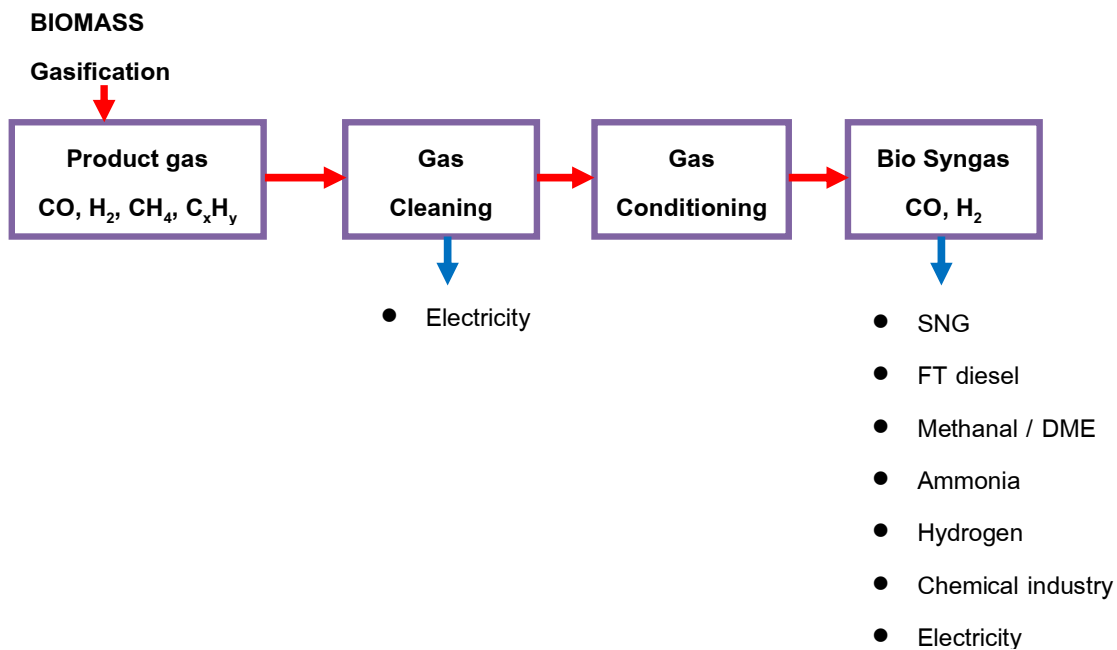 BIOMASS
Gasification
Product gas
CO, H₂, CH₄, CₓHᵧ
Gas
Cleaning
Gas
Conditioning
Bio Syngas
CO, H₂
● Electricity
● SNG
● FT diesel
● Methanal / DME
● Ammonia
● Hydrogen
● Chemical industry
● Electricity